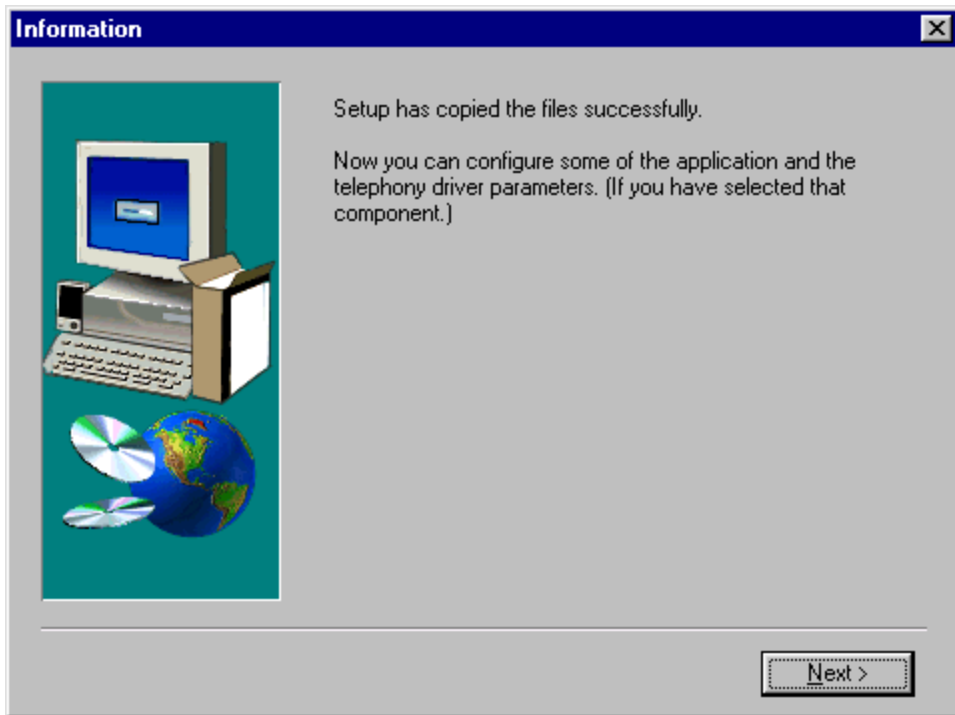 Information
Setup has copied the files successfully.
Now you can configure some of the application and the
telephony driver parameters. (If you have selected that
component.)
Next >